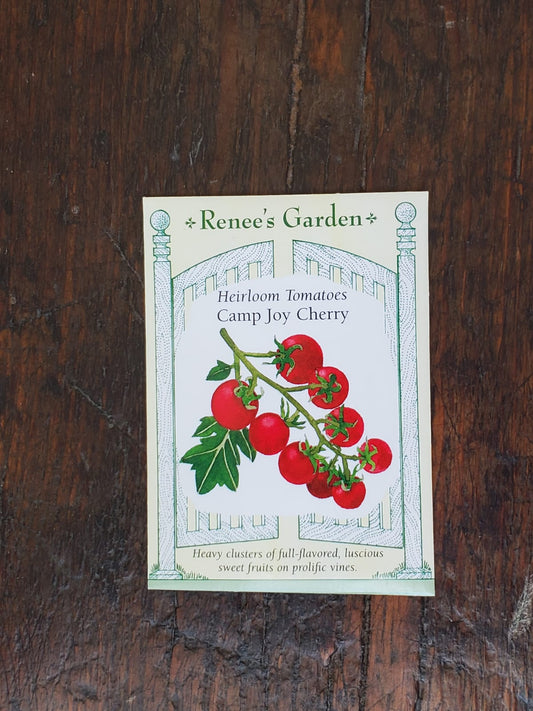 Renee's Garden
Heirloom Tomatoes
Camp Joy Cherry
Heavy clusters of full-flavored, luscious
sweet fruits on prolific vines.